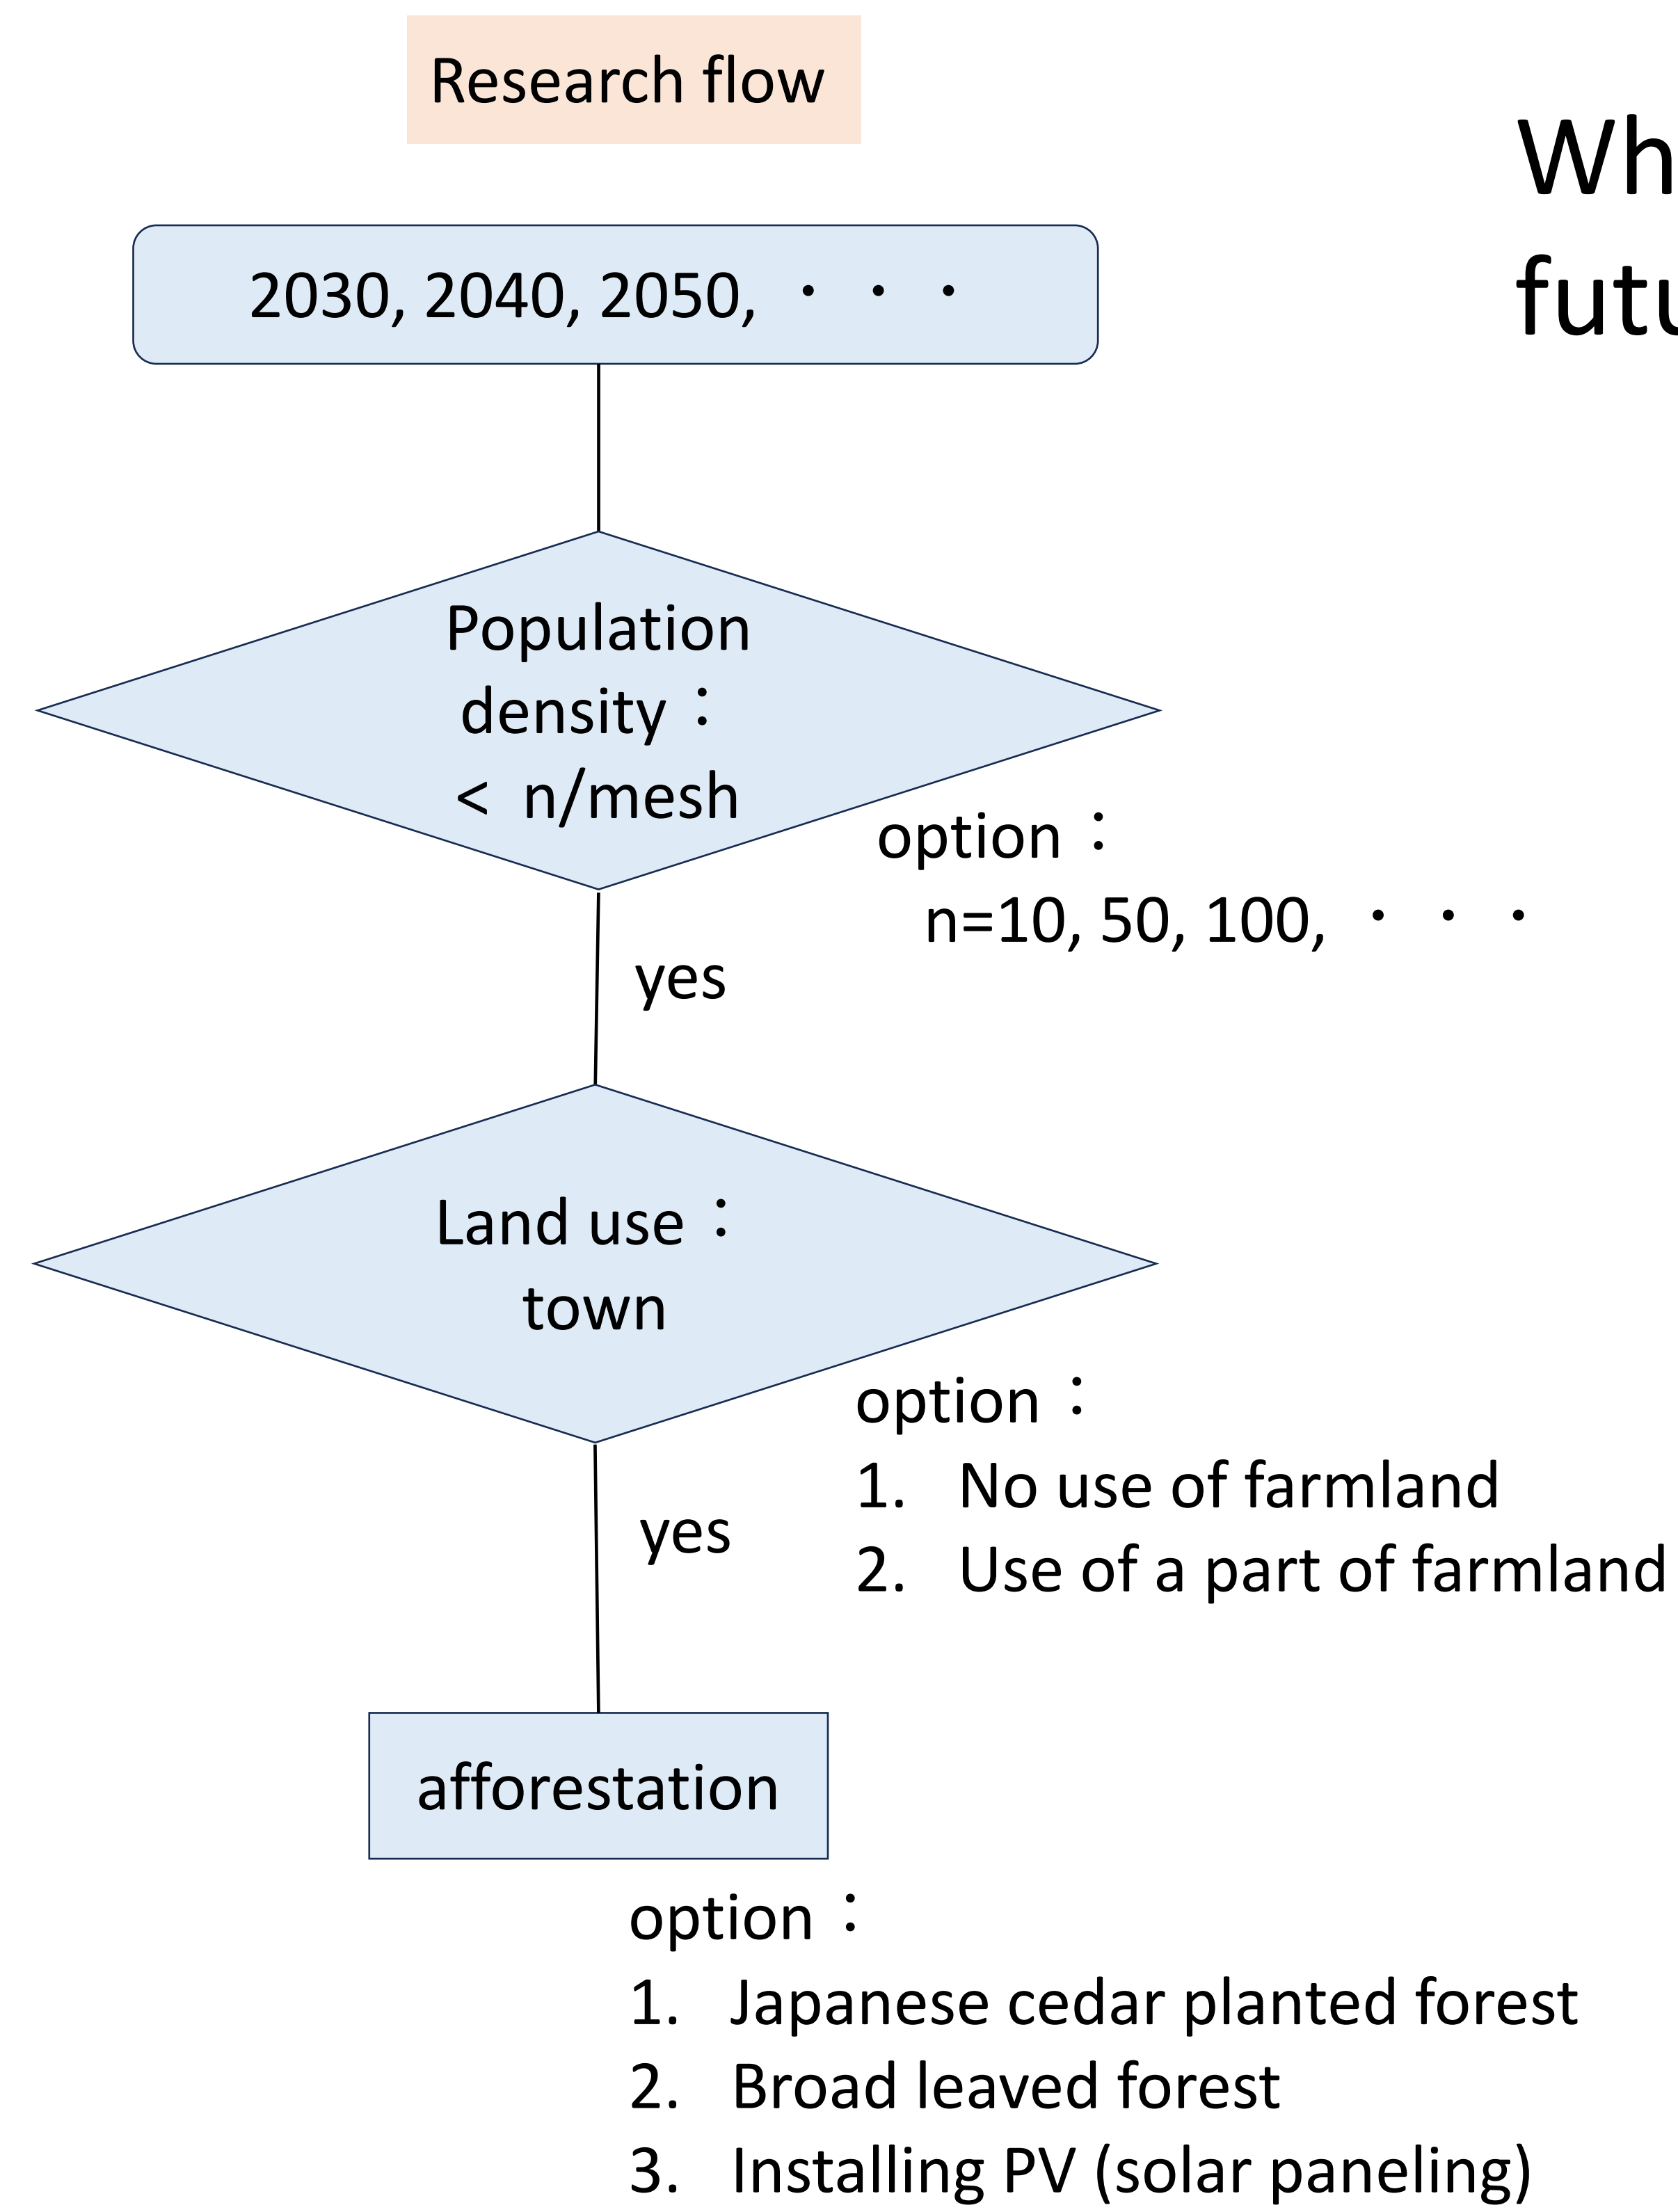 Research flow
2030, 2040, 2050, ・ ・ ・
Population
density：
< n/mesh
option：
n=10, 50, 100, ・ ・ ・
yes
Land use：
town
option：
1. No use of farmland
2. Use of a part of farmland
yes
afforestation
option：
1. Japanese cedar planted forest
2. Broad leaved forest
3. Installing PV (solar paneling)